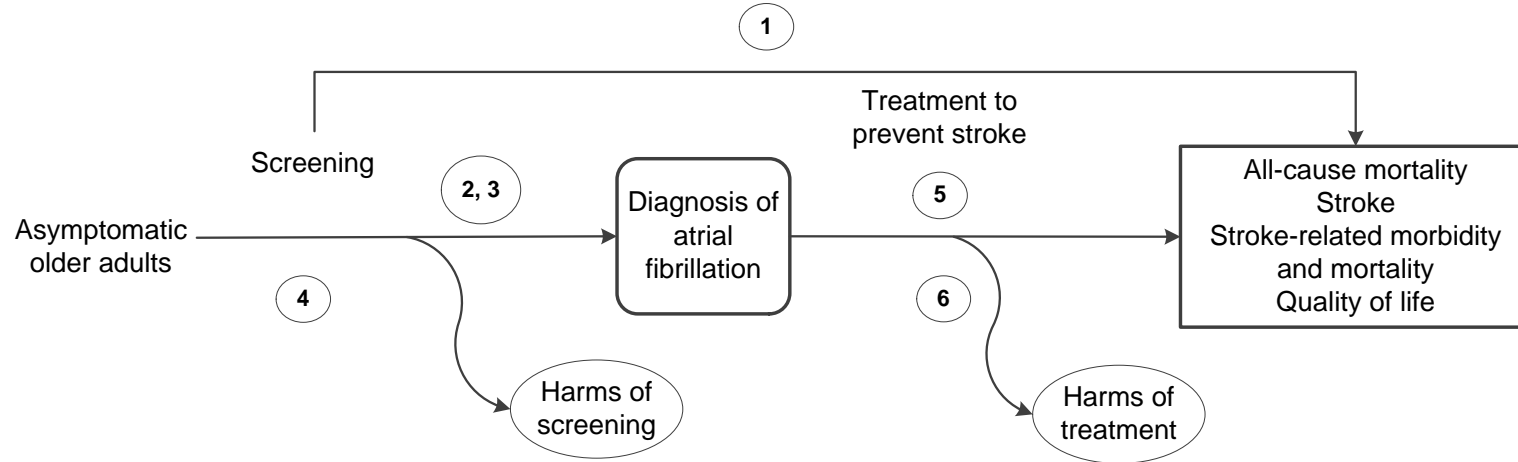 1
Treatment to
prevent stroke
Screening
2, 3
Asymptomatic
older adults
4
Diagnosis of
atrial
fibrillation
5
6
All-cause mortality
Stroke
Stroke-related morbidity
and mortality
Quality of life
Harms of
screening
Harms of
treatment